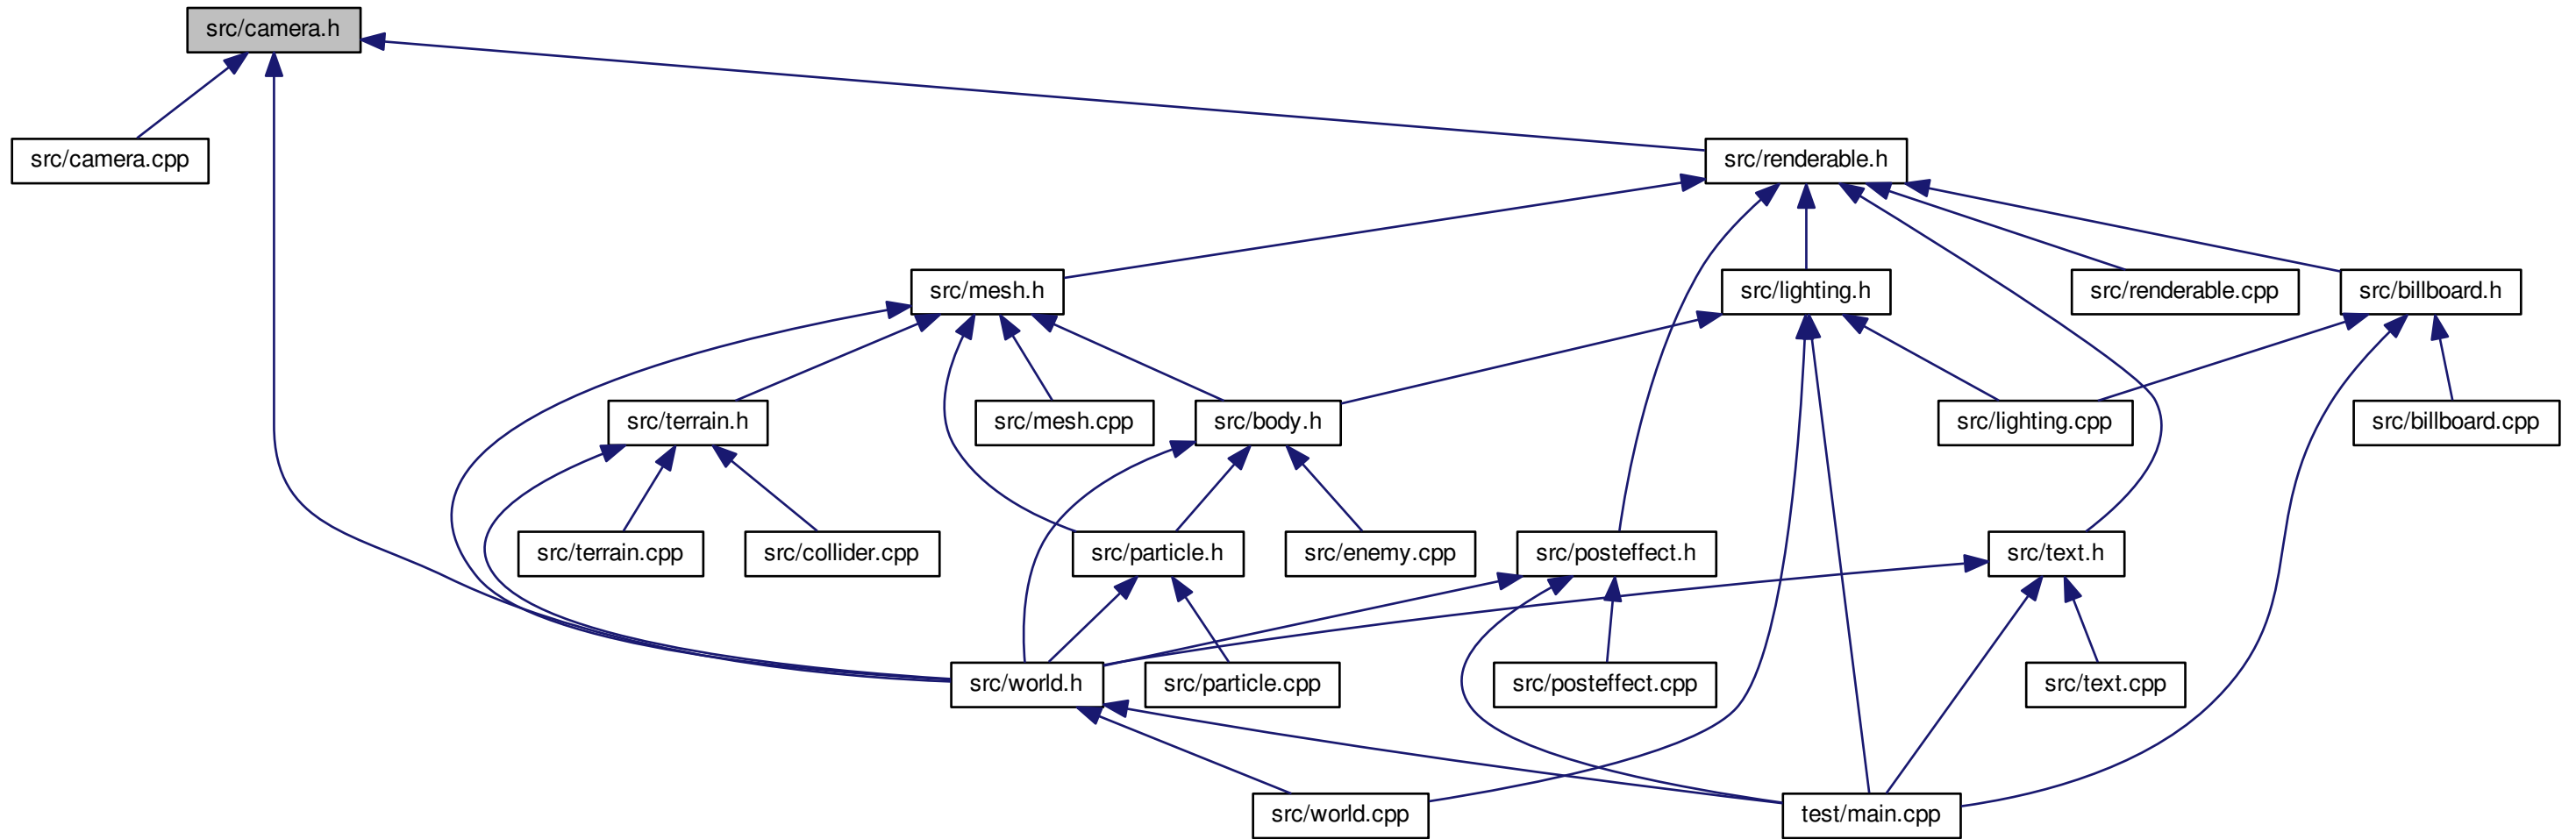 src/camera.h
src/camera.cpp
src/renderable.h
src/mesh.h
src/lighting.h
src/renderable.cpp
src/billboard.h
src/terrain.h
src/mesh.cpp
src/body.h
src/lighting.cpp
src/billboard.cpp
src/terrain.cpp
src/collider.cpp
src/particle.h
src/enemy.cpp
src/posteffect.h
src/text.h
src/world.h
src/particle.cpp
src/posteffect.cpp
src/text.cpp
src/world.cpp
test/main.cpp